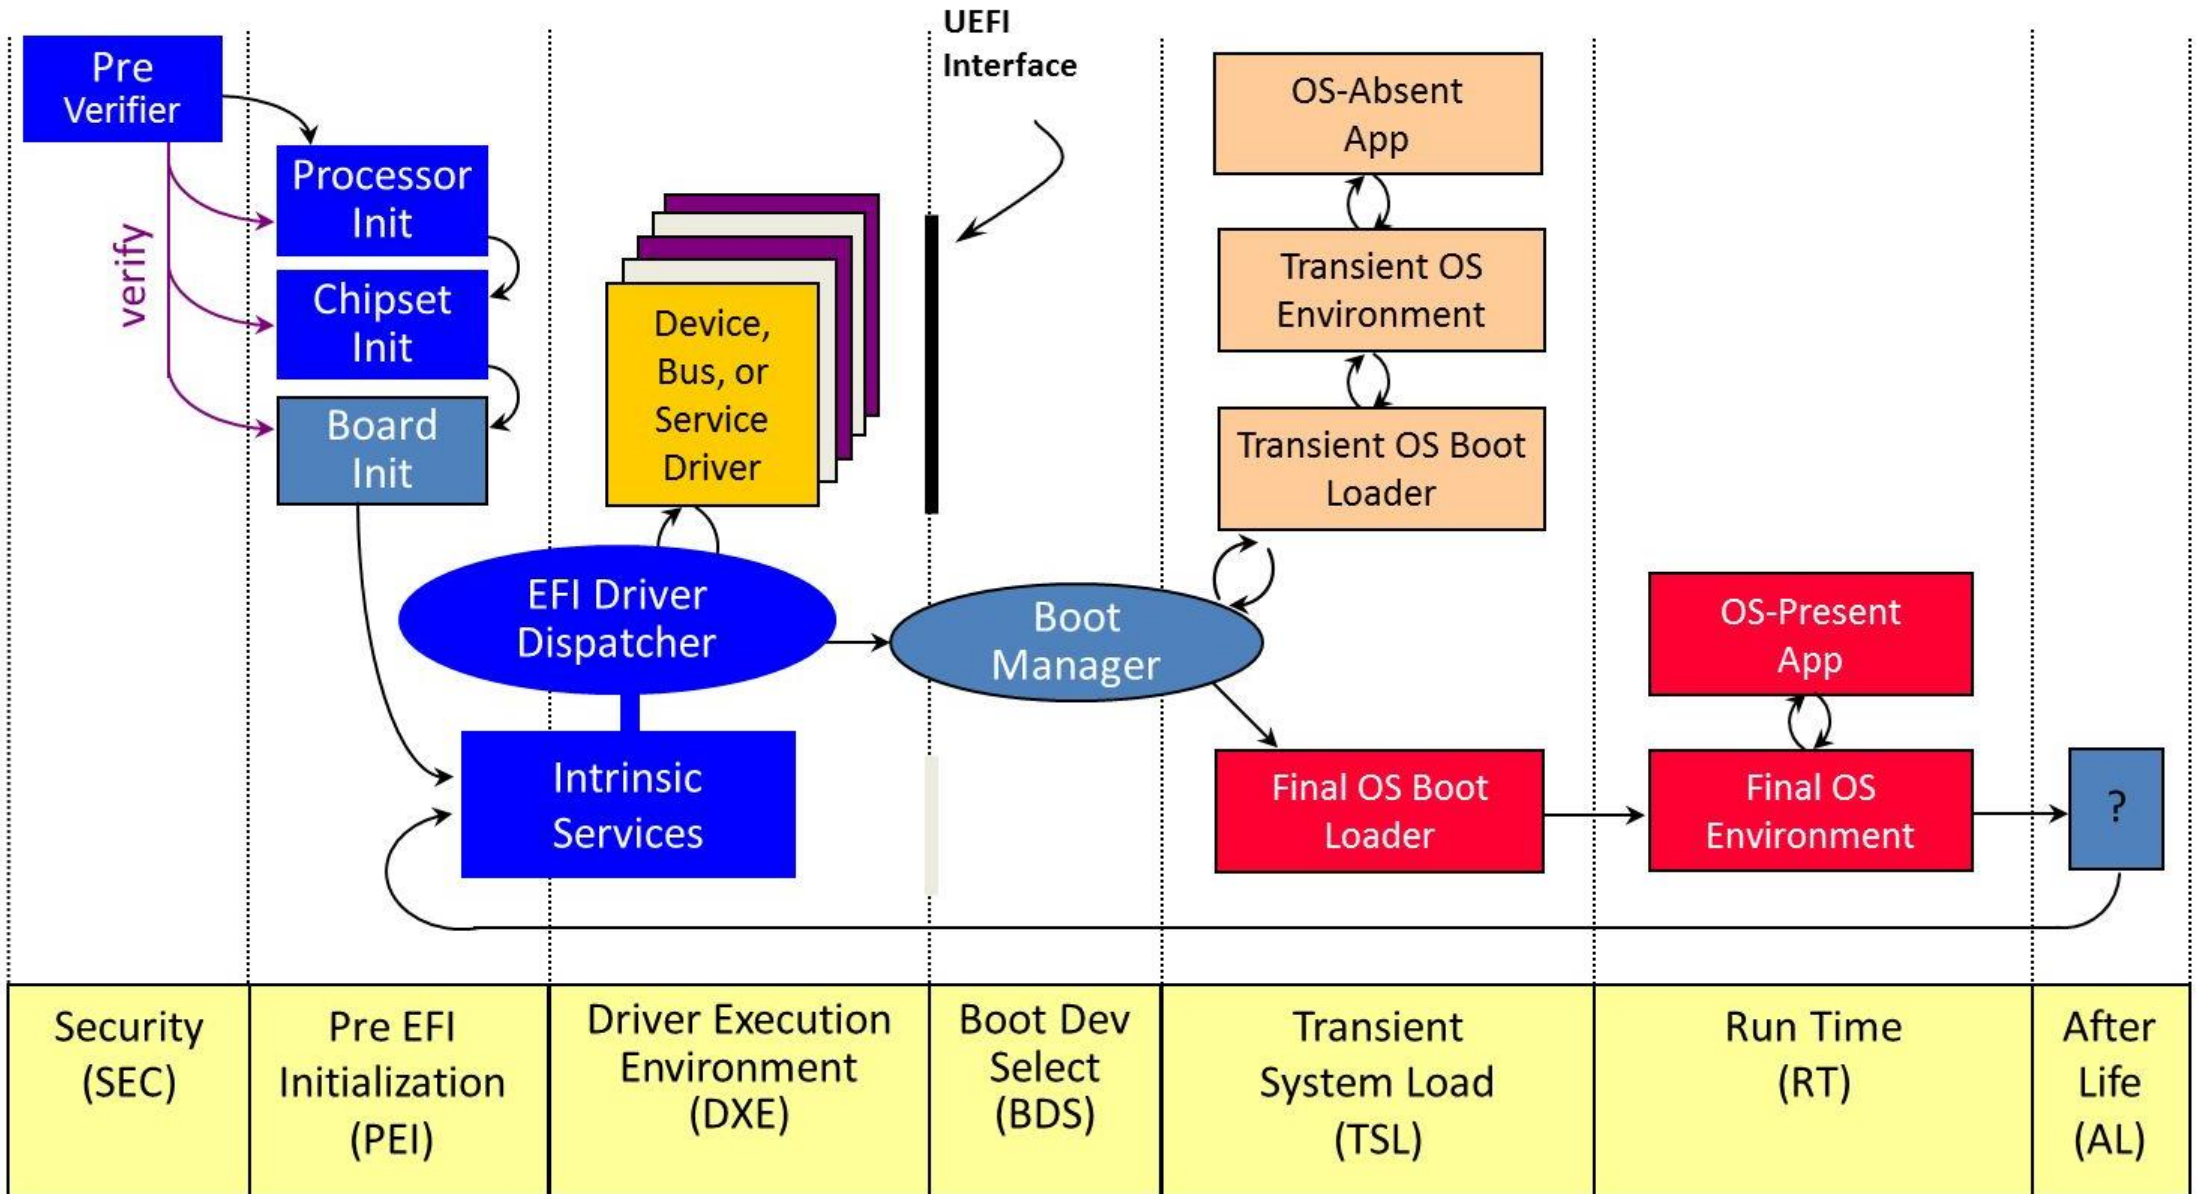 UEFI
Interface
Pre
Verifier
verify
Processor
Init
Chipset
Init
Board
Init
Device,
Bus, or
Service
Driver
EFI Driver
Dispatcher
Intrinsic
Services
Boot
Manager
OS-Absent
App
Transient OS
Environment
Transient OS Boot
Loader
Final OS Boot
Loader
OS-Present
App
Final OS
Environment
?
Security
(SEC)
Pre EFI
Initialization
(PEI)
Driver Execution
Environment
(DXE)
Boot Dev
Select
(BDS)
Transient
System Load
(TSL)
Run Time
(RT)
After
Life
(AL)